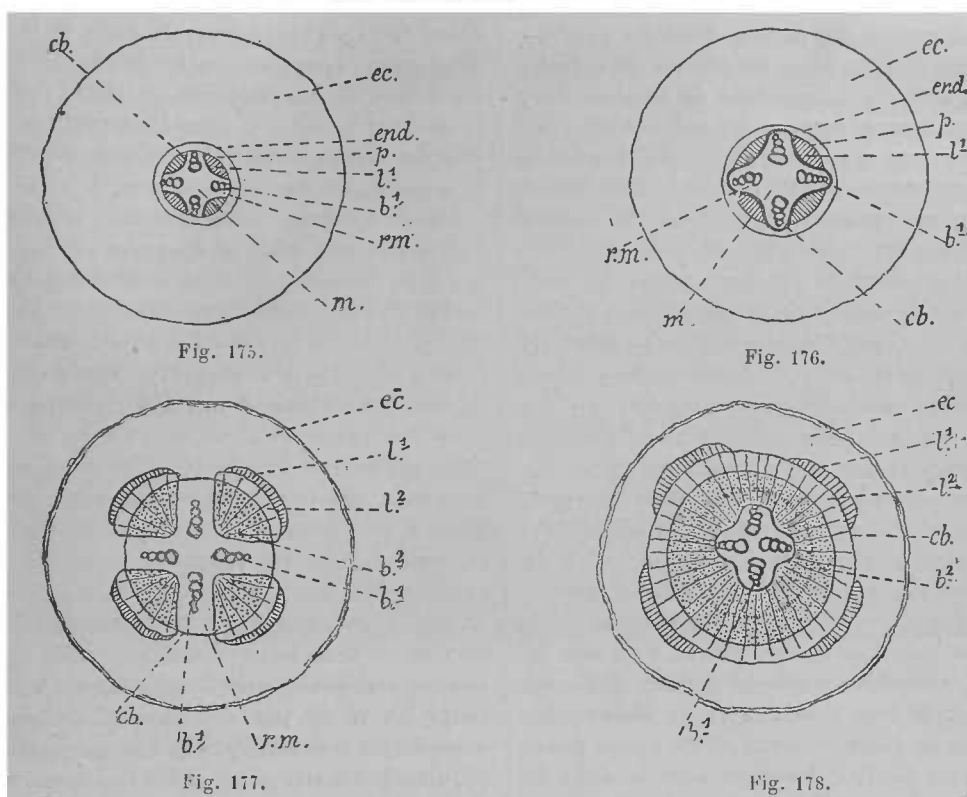 cb.
ec.
end.
p.
l.¹
b.¹
rm
m.
Fig. 175.
ec.
end.
p.
l¹
b.¹
r.m.
m.
cb.
Fig. 176.
ec.
l.¹
l.²
b.²
b.¹
cb.
b.¹
r.m.
Fig. 177.
ec
l.¹
l.²
cb.
b.²
b.¹
Fig. 178.